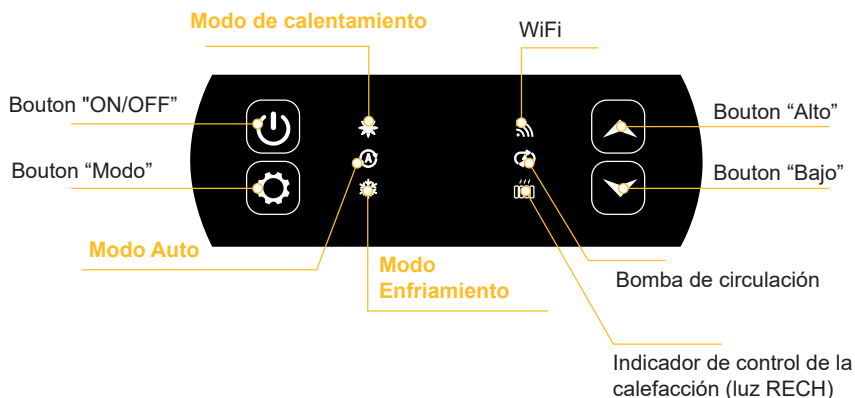 Modo de calentamiento
WiFi
Bouton "ON/OFF”
Bouton “Alto”
Bouton “Modo”
Bouton “Bajo”
A
Modo Auto
Modo
Enfriamiento
Bomba de circulación
Indicador de control de la
calefacción (luz RECH)